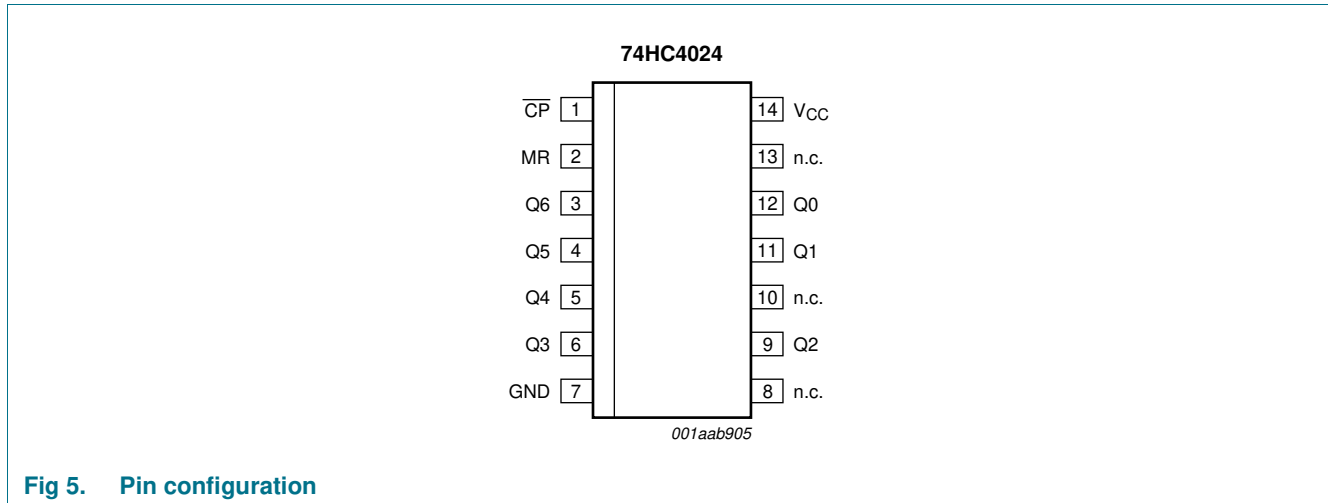 74HC4024
C̅P̅ 1 14 VCC
MR 2 13 n.c.
Q6 3 12 Q0
Q5 4 11 Q1
Q4 5 10 n.c.
Q3 6 9 Q2
GND 7 8 n.c.
001aab905
Fig 5. Pin configuration